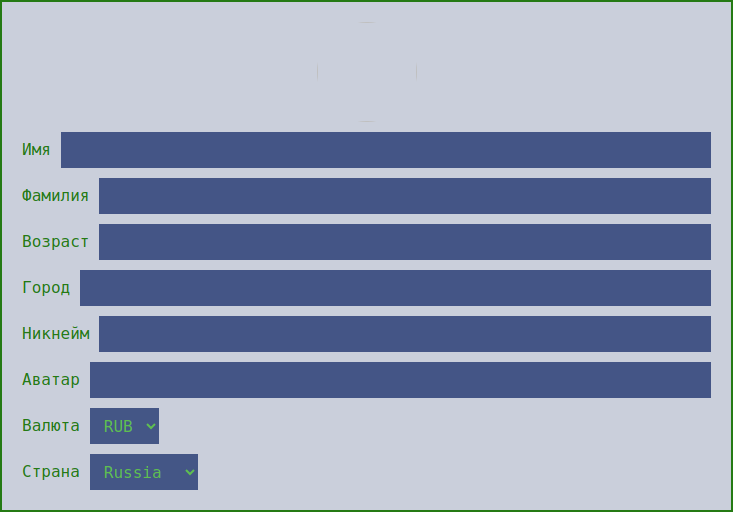 Имя
Фамилия
Возраст
Город
Никнейм
Аватар
Валюта RUB
Страна Russia